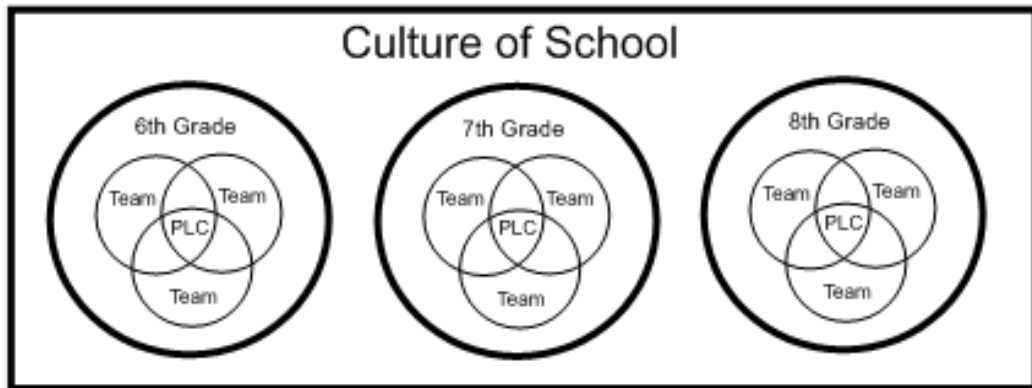 Culture of School
6th Grade
Team Team
PLC
Team
7th Grade
Team Team
PLC
Team
8th Grade
Team Team
PLC
Team